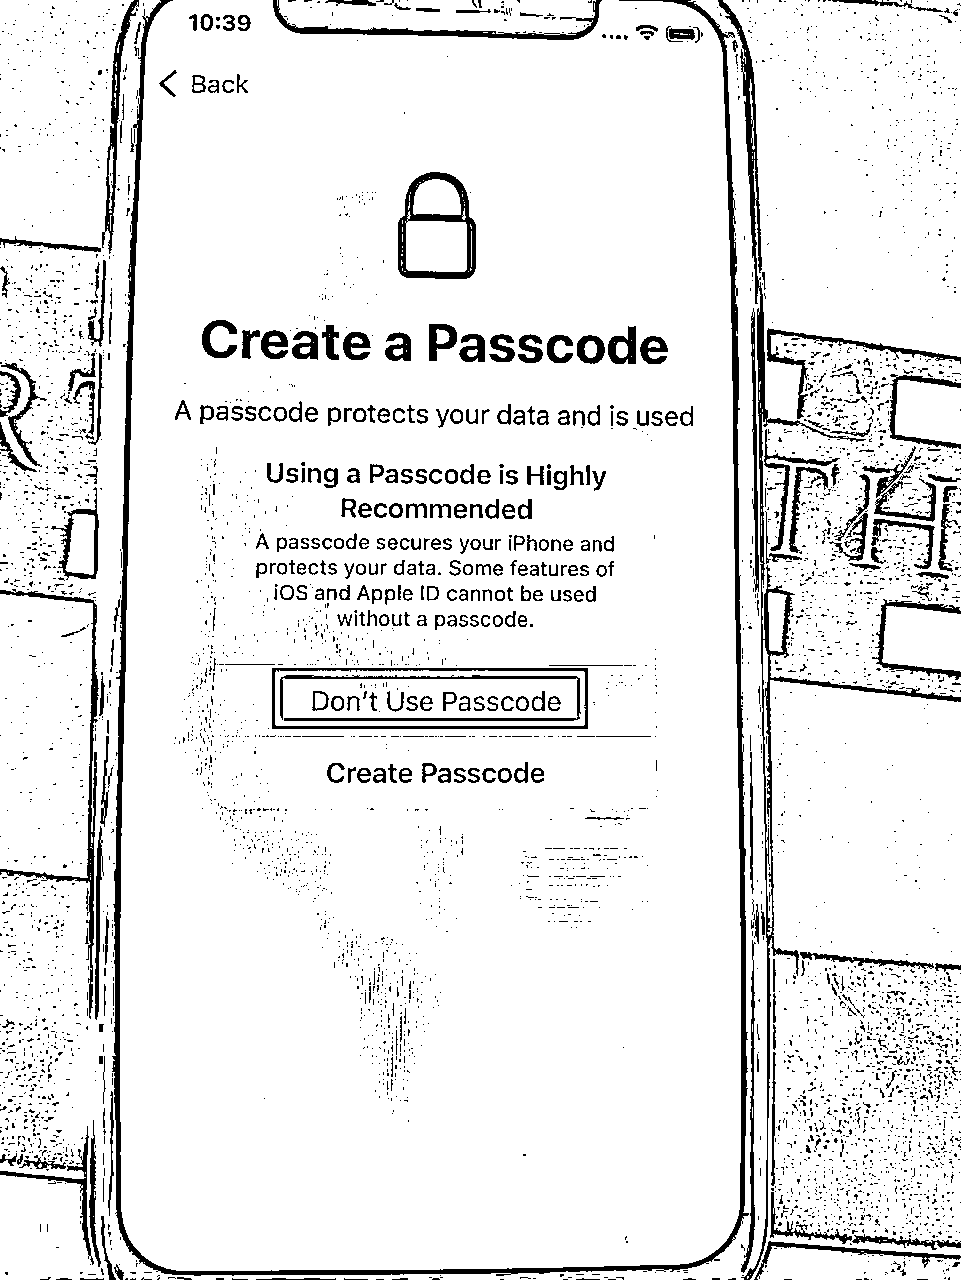 10:39
Back
Create a Passcode
A passcode protects your data and is used
Using a Passcode is Highly
Recommended
A passcode secures your iPhone and
protects your data. Some features of
iOS and Apple ID cannot be used
without a passcode.
Don't Use Passcode
Create Passcode
TH